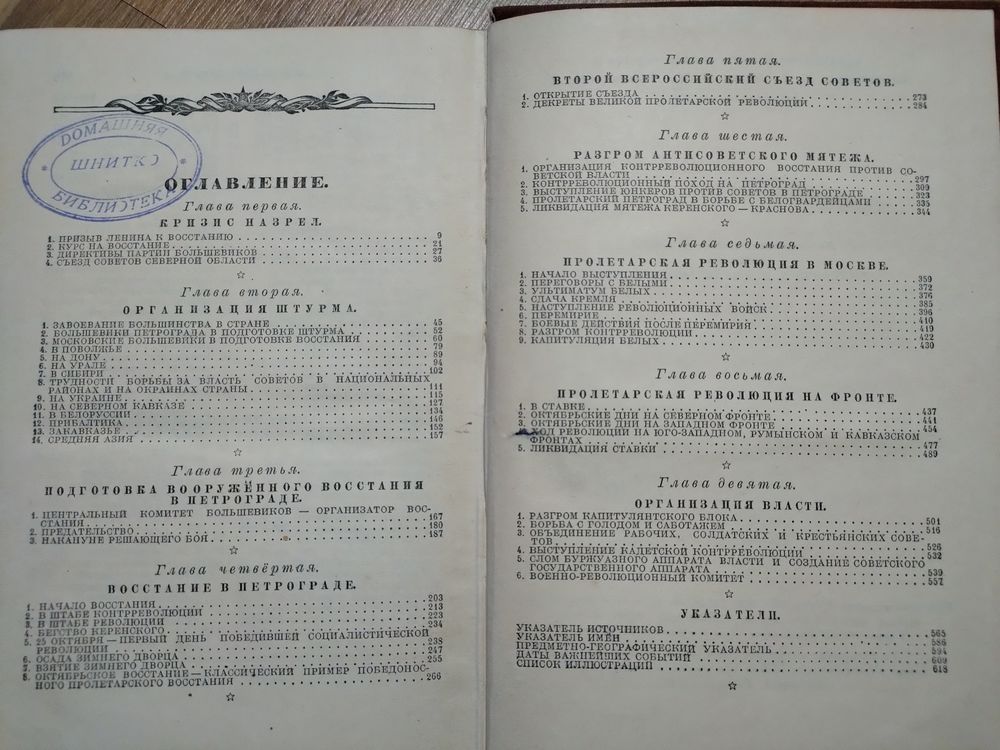 ДОМАШНЯЯ
ШНИТКО
БИБЛИОТЕКА
ОГЛАВЛЕНИЕ.
Глава первая.
КРИЗИС НАЗРЕЛ.
1. ПРИЗЫВ ЛЕНИНА К ВОССТАНИЮ 9
2. КУРС НА ВОССТАНИЕ 21
3. ДИРЕКТИВЫ ПАРТИИ БОЛЬШЕВИКОВ 27
4. СЪЕЗД СОВЕТОВ СЕВЕРНОЙ ОБЛАСТИ 36
Глава вторая.
ОРГАНИЗАЦИЯ ШТУРМА.
1. ЗАВОЕВАНИЕ БОЛЬШИНСТВА В СТРАНЕ 45
2. БОЛЬШЕВИКИ ПЕТРОГРАДА В ПОДГОТОВКЕ ШТУРМА 52
3. МОСКОВСКИЕ БОЛЬШЕВИКИ В ПОДГОТОВКЕ ВОССТАНИЯ 60
4. В ПОВОЛЖЬЕ 79
5. НА ДОНУ 89
6. НА УРАЛЕ 94
7. В СИБИРИ 102
8. ТРУДНОСТИ БОРЬБЫ ЗА ВЛАСТЬ СОВЕТОВ В НАЦИОНАЛЬНЫХ
РАЙОНАХ И НА ОКРАИНАХ СТРАНЫ 111
9. НА УКРАИНЕ 115
10. НА СЕВЕРНОМ КАВКАЗЕ 127
11. В БЕЛОРУССИИ 134
12. ПРИБАЛТИКА 146
13. ЗАКАВКАЗЬЕ 152
14. СРЕДНЯЯ АЗИЯ 157
Глава третья.
ПОДГОТОВКА ВООРУЖЁННОГО ВОССТАНИЯ
В ПЕТРОГРАДЕ.
1. ЦЕНТРАЛЬНЫЙ КОМИТЕТ БОЛЬШЕВИКОВ — ОРГАНИЗАТОР ВОС-
СТАНИЯ 167
2. ПРЕДАТЕЛЬСТВО 180
3. НАКАНУНЕ РЕШАЮЩЕГО БОЯ 187
Глава четвёртая.
ВОССТАНИЕ В ПЕТРОГРАДЕ.
1. НАЧАЛО ВОССТАНИЯ 203
2. В ШТАБЕ КОНТРРЕВОЛЮЦИИ 213
3. В ШТАБЕ РЕВОЛЮЦИИ 223
4. БЕГСТВО КЕРЕНСКОГО 234
5. 25 ОКТЯБРЯ — ПЕРВЫЙ ДЕНЬ ПОБЕДИВШЕЙ СОЦИАЛИСТИЧЕСКОЙ
РЕВОЛЮЦИИ 238
6. ОСАДА ЗИМНЕГО ДВОРЦА 247
7. ВЗЯТИЕ ЗИМНЕГО ДВОРЦА 255
8. ОКТЯБРЬСКОЕ ВОССТАНИЕ — КЛАССИЧЕСКИЙ ПРИМЕР ПОБЕДОНОС-
НОГО ПРОЛЕТАРСКОГО ВОССТАНИЯ 266
Глава пятая.
ВТОРОЙ ВСЕРОССИЙСКИЙ СЪЕЗД СОВЕТОВ.
1. ОТКРЫТИЕ СЪЕЗДА 273
2. ДЕКРЕТЫ ВЕЛИКОЙ ПРОЛЕТАРСКОЙ РЕВОЛЮЦИИ 284
Глава шестая.
РАЗГРОМ АНТИСОВЕТСКОГО МЯТЕЖА.
1. ОРГАНИЗАЦИЯ КОНТРРЕВОЛЮЦИОННОГО ВОССТАНИЯ ПРОТИВ СО-
ВЕТСКОЙ ВЛАСТИ 297
2. КОНТРРЕВОЛЮЦИОННЫЙ ПОХОД НА ПЕТРОГРАД 309
3. ВЫСТУПЛЕНИЕ ЮНКЕРОВ ПРОТИВ СОВЕТОВ В ПЕТРОГРАДЕ 323
4. ПРОЛЕТАРСКИЙ ПЕТРОГРАД В БОРЬБЕ С БЕЛОГВАРДЕЙЦАМИ 335
5. ЛИКВИДАЦИЯ МЯТЕЖА КЕРЕНСКОГО — КРАСНОВА 344
Глава седьмая.
ПРОЛЕТАРСКАЯ РЕВОЛЮЦИЯ В МОСКВЕ.
1. НАЧАЛО ВЫСТУПЛЕНИЯ 359
2. ПЕРЕГОВОРЫ С БЕЛЫМИ 372
3. УЛЬТИМАТУМ БЕЛЫХ 376
4. СДАЧА КРЕМЛЯ 385
5. НАСТУПЛЕНИЕ РЕВОЛЮЦИОННЫХ ВОЙСК 396
6. ПЕРЕМИРИЕ 410
7. БОЕВЫЕ ДЕЙСТВИЯ ПОСЛЕ ПЕРЕМИРИЯ 419
8. РАЗГРОМ КОНТРРЕВОЛЮЦИИ 422
9. КАПИТУЛЯЦИЯ БЕЛЫХ 430
Глава восьмая.
ПРОЛЕТАРСКАЯ РЕВОЛЮЦИЯ НА ФРОНТЕ.
1. В СТАВКЕ 437
2. ОКТЯБРЬСКИЕ ДНИ НА СЕВЕРНОМ ФРОНТЕ 441
3. ОКТЯБРЬСКИЕ ДНИ НА ЗАПАДНОМ ФРОНТЕ 454
ХОД РЕВОЛЮЦИИ НА ЮГО-ЗАПАДНОМ, РУМЫНСКОМ И КАВКАЗСКОМ
ФРОНТАХ 477
5. ЛИКВИДАЦИЯ СТАВКИ 489
Глава девятая.
ОРГАНИЗАЦИЯ ВЛАСТИ.
1. РАЗГРОМ КАПИТУЛЯНТСКОГО БЛОКА 501
2. БОРЬБА С ГОЛОДОМ И САБОТАЖЕМ 516
3. ОБЪЕДИНЕНИЕ РАБОЧИХ, СОЛДАТСКИХ И КРЕСТЬЯНСКИХ СОВЕ-
ТОВ 526
4. ВЫСТУПЛЕНИЕ КАДЕТСКОЙ КОНТРРЕВОЛЮЦИИ 532
5. СЛОМ БУРЖУАЗНОГО АППАРАТА ВЛАСТИ И СОЗДАНИЕ СОВЕТСКОГО
ГОСУДАРСТВЕННОГО АППАРАТА 539
6. ВОЕННО-РЕВОЛЮЦИОННЫЙ КОМИТЕТ 557
УКАЗАТЕЛИ.
УКАЗАТЕЛЬ ИСТОЧНИКОВ 565
УКАЗАТЕЛЬ ИМЁН 586
ПРЕДМЕТНО-ГЕОГРАФИЧЕСКИЙ УКАЗАТЕЛЬ 594
ДАТЫ ВАЖНЕЙШИХ СОБЫТИЙ 609
СПИСОК ИЛЛЮСТРАЦИЙ 618